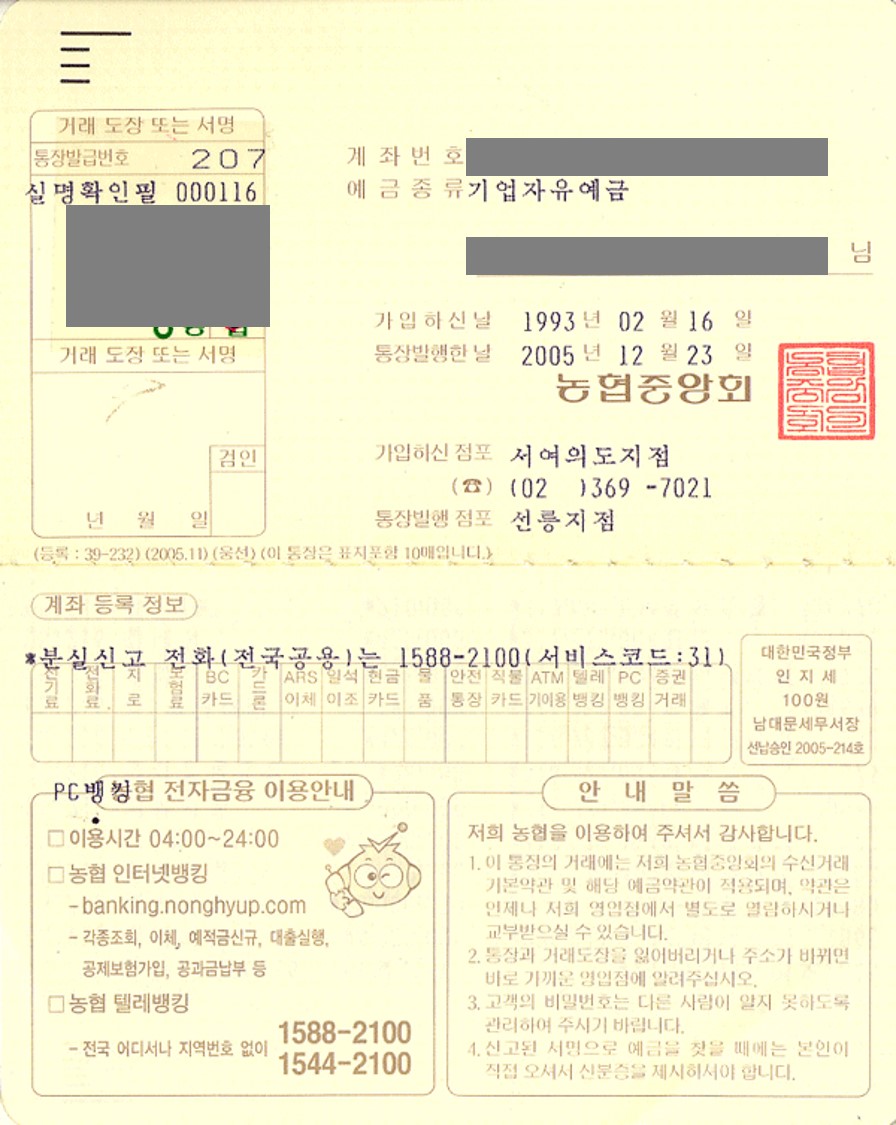 거래 도장 또는 서명
통장발급번호 207
실명확인필 000116
계좌번호
예금종류 기업자유예금
님
가입하신날 1993년 02월 16일
통장발행한날 2005년 12월 23일
농협중앙회
거래 도장 또는 서명
검인
년 월 일
가입하신 점포 서여의도지점
(☎) (02 )369 -7021
통장발행 점포 선릉지점
(등록 : 39-232) (2005.11) (웅선) (이 통장은 표지포함 10매입니다.)
계좌 등록 정보
*분실신고 전화(전국공용)는 1588-2100(서비스코드:31)
전기료 전화료 지로 보험료 BC카드 카드론 ARS이체 일석이조 현금카드 물품 안전통장 직불카드 ATM기이용 텔레뱅킹 PC뱅킹 증권거래
대한민국정부
인지세
100원
남대문세무서장
선납승인 2005-214호
PC뱅킹
농협 전자금융 이용안내
□ 이용시간 04:00~24:00
□ 농협 인터넷뱅킹
- banking.nonghyup.com
- 각종조회, 이체, 예적금신규, 대출실행,
공제보험가입, 공과금납부 등
□ 농협 텔레뱅킹
- 전국 어디서나 지역번호 없이 1588-2100
1544-2100
안내말씀
저희 농협을 이용하여 주셔서 감사합니다.
1. 이 통장의 거래에는 저희 농협중앙회의 수신거래
기본약관 및 해당 예금약관이 적용되며, 약관은
언제나 저희 영업점에서 별도로 열람하시거나
교부받으실 수 있습니다.
2. 통장과 거래도장을 잃어버리거나 주소가 바뀌면
바로 가까운 영업점에 알려주십시오.
3. 고객의 비밀번호는 다른 사람이 알지 못하도록
관리하여 주시기 바랍니다.
4. 신고된 서명으로 예금을 찾을 때에는 본인이
직접 오셔서 신분증을 제시하셔야 합니다.